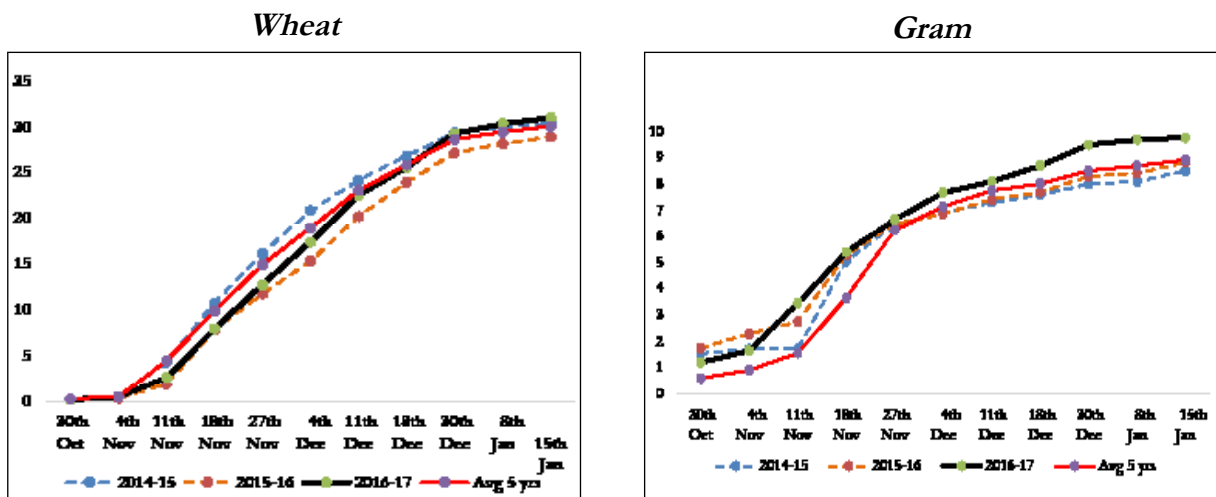 Wheat
35
30
25
20
15
10
5
0
30th 4th 11th 18th 27th 4th 11th 18th 30th 8th 15th
Oct Nov Nov Nov Nov Dec Dec Dec Dec Jan Jan
2014-15 2015-16 2016-17 Avg 5 yrs
Gram
10
9
8
7
6
5
4
3
2
1
0
30th 4th 11th 18th 27th 4th 11th 18th 30th 8th 15th
Oct Nov Nov Nov Nov Dec Dec Dec Dec Jan Jan
2014-15 2015-16 2016-17 Avg 5 yrs